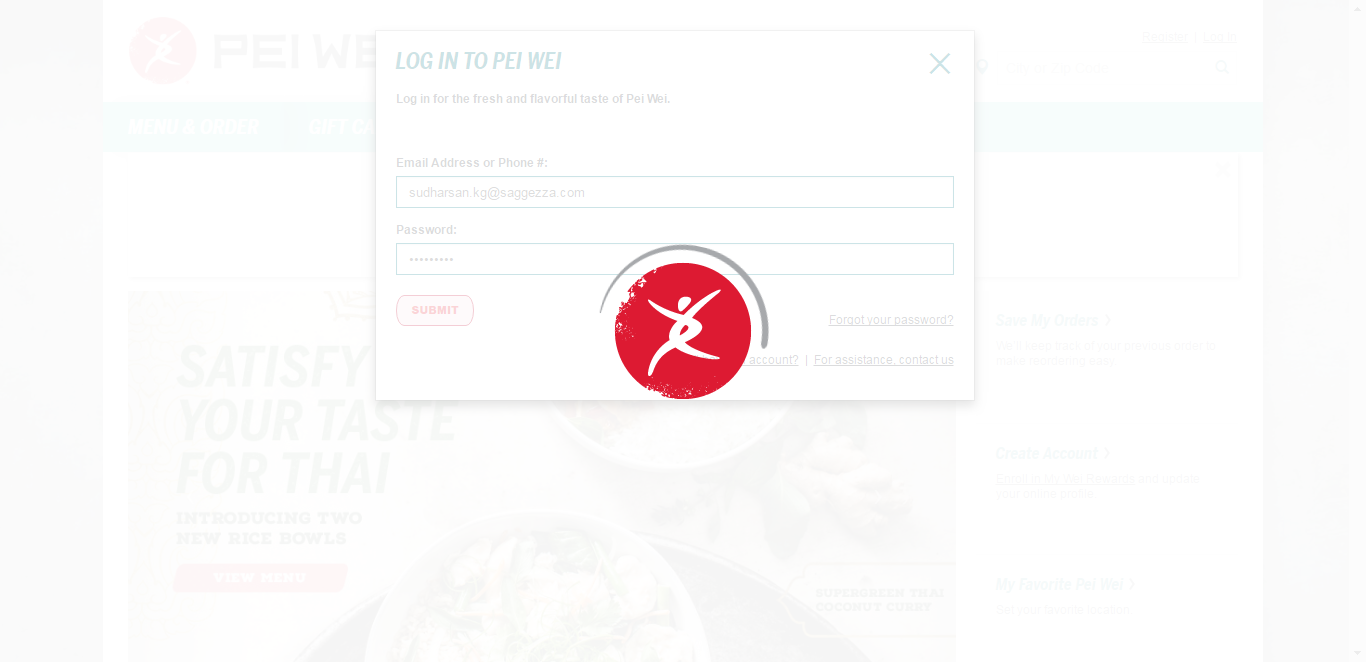 PEI WE
Register | Log In
MENU & ORDER
GIFT CA
LOG IN TO PEI WEI
Log in for the fresh and flavorful taste of Pei Wei.
Email Address or Phone #:
sudharsan.kg@saggezza.com
Password:
•••••••••
SUBMIT
Forgot your password?
account? | For assistance, contact us
SATISFY
YOUR TASTE
FOR THAI
INTRODUCING TWO
NEW RICE BOWLS
VIEW MENU
SUPERGREEN THAI
COCONUT CURRY
Save My Orders
We'll keep track of your previous order to
make reordering easy.
Create Account
Enroll in My Wei Rewards and update
your online profile.
My Favorite Pei Wei
Set your favorite location